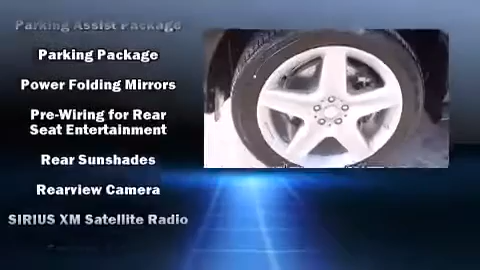 Parking Assist Package
Parking Package
Power Folding Mirrors
Pre-Wiring for Rear
Seat Entertainment
Rear Sunshades
Rearview Camera
SIRIUS XM Satellite Radio